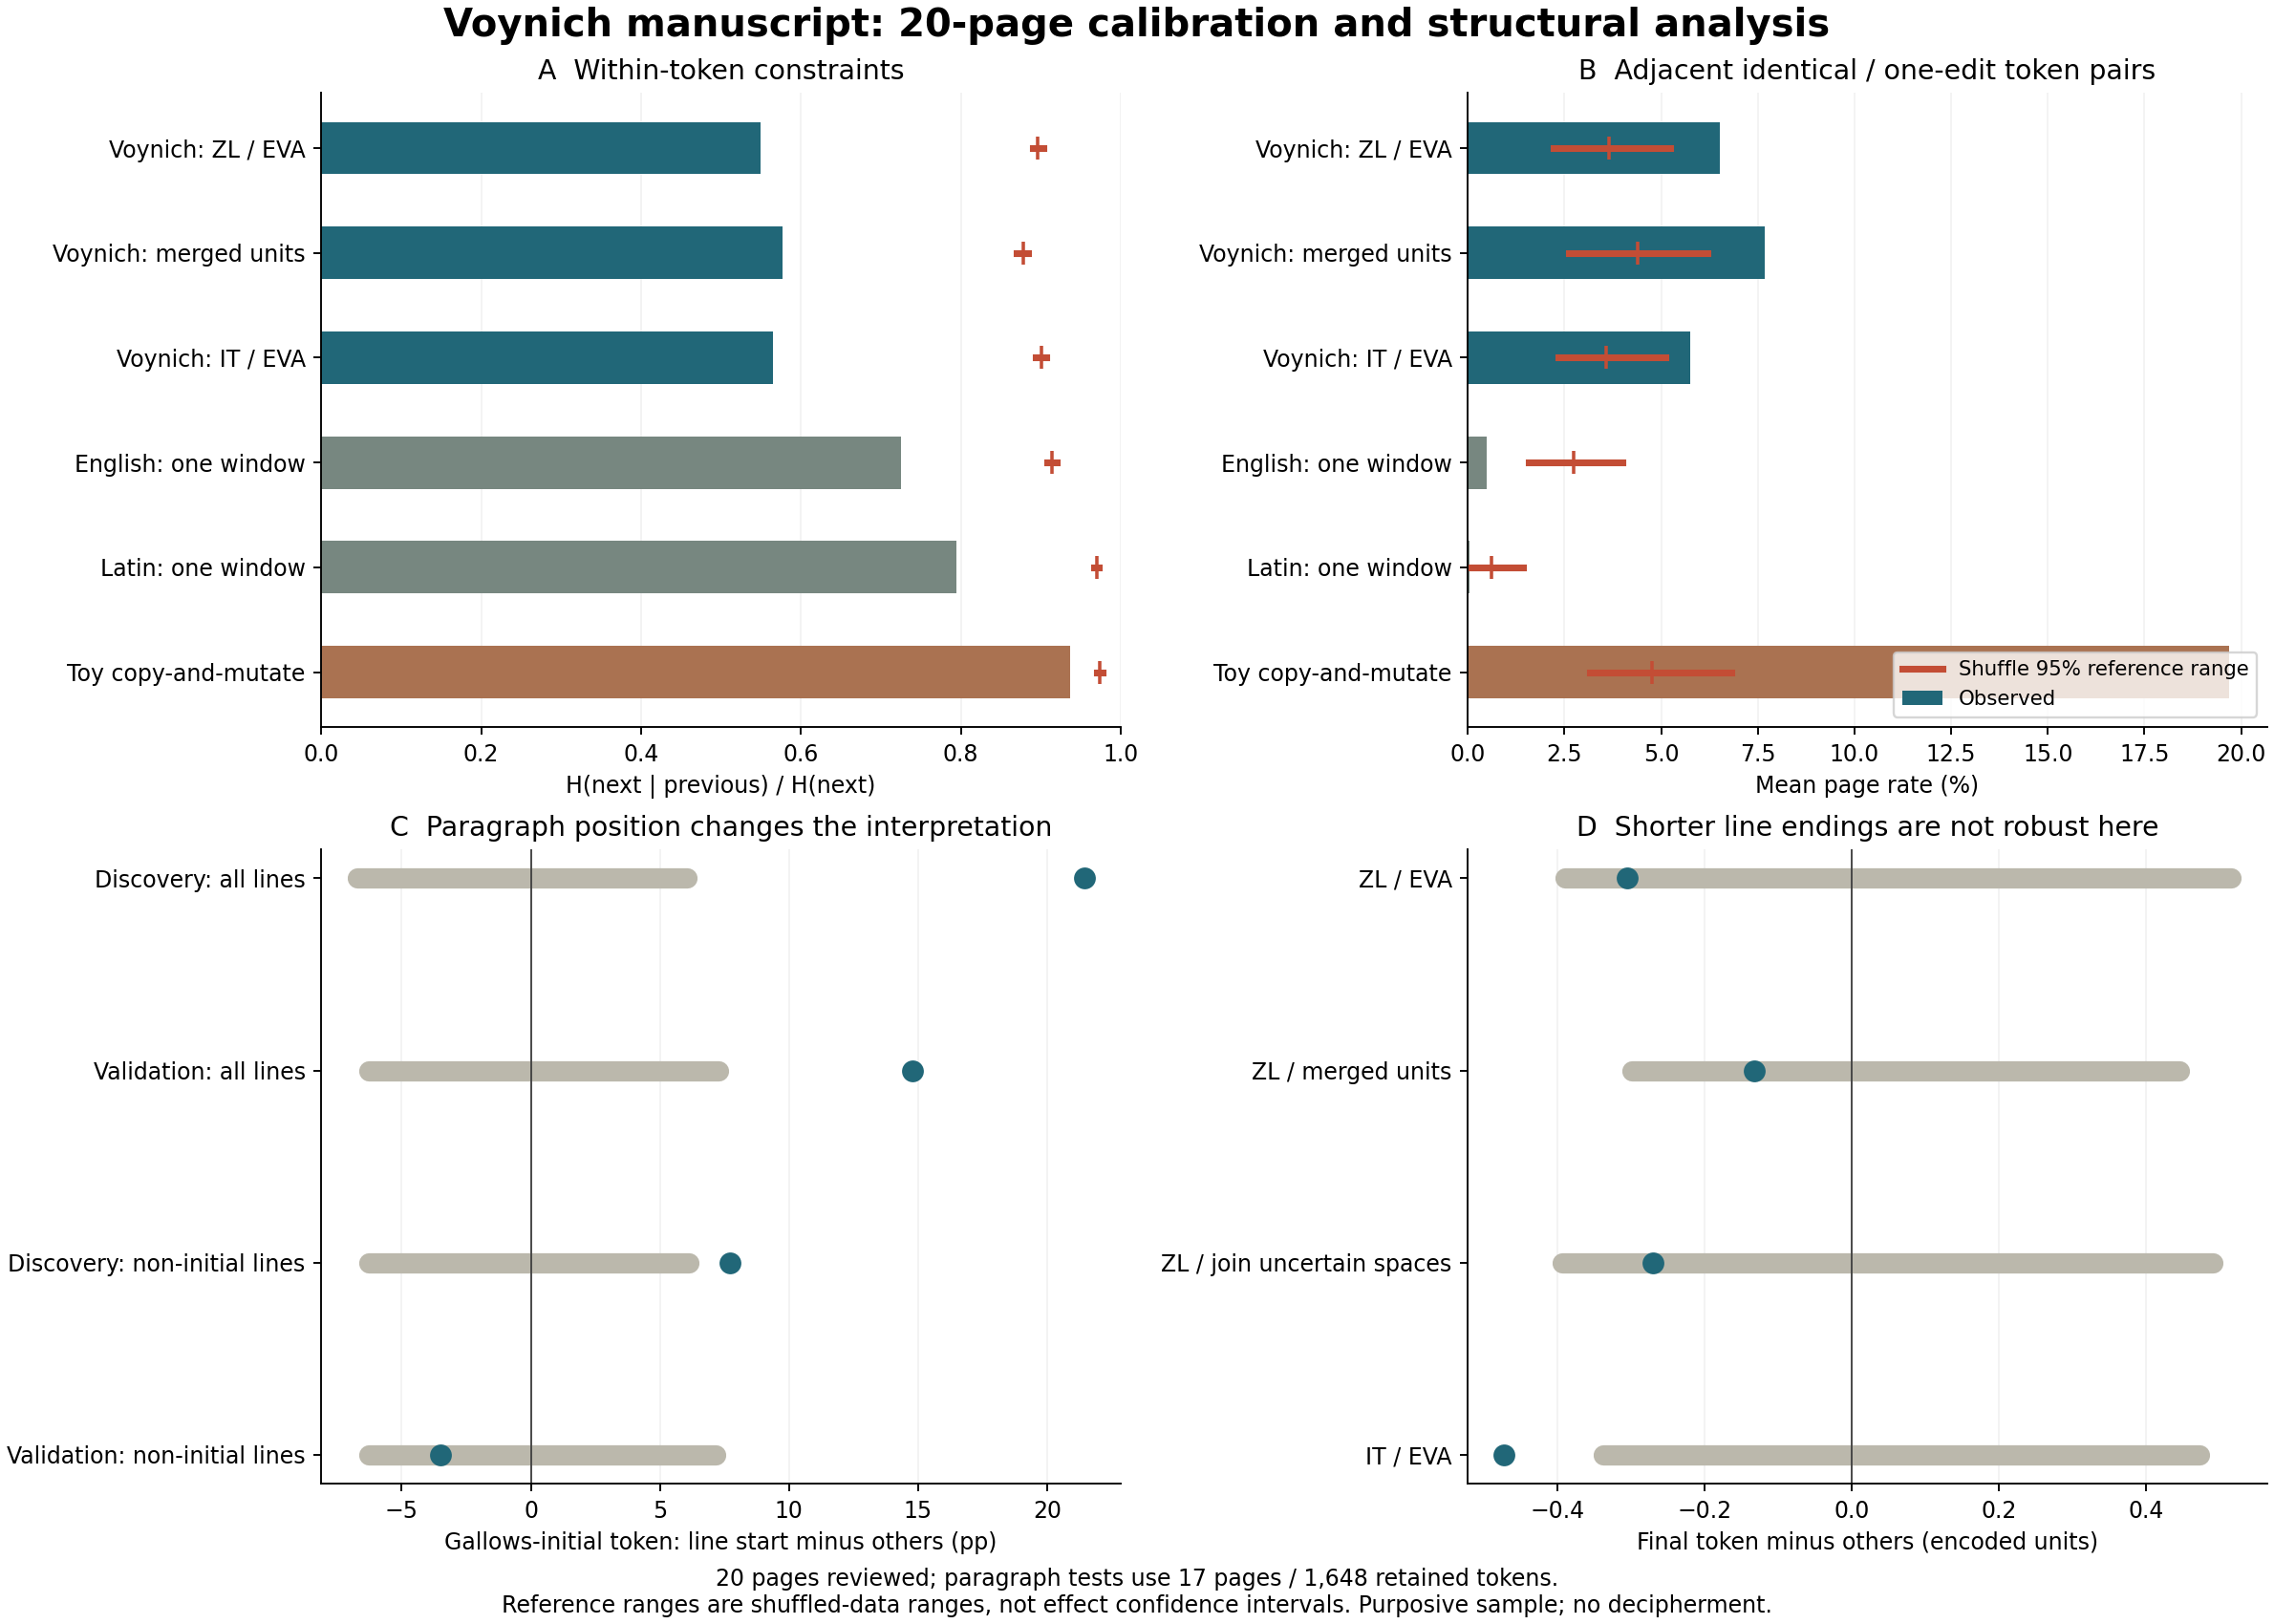 Voynich manuscript: 20-page calibration and structural analysis
A Within-token constraints
Voynich: ZL / EVA
Voynich: merged units
Voynich: IT / EVA
English: one window
Latin: one window
Toy copy-and-mutate
0.0 0.2 0.4 0.6 0.8 1.0
H(next | previous) / H(next)
B Adjacent identical / one-edit token pairs
Voynich: ZL / EVA
Voynich: merged units
Voynich: IT / EVA
English: one window
Latin: one window
Toy copy-and-mutate
Shuffle 95% reference range
Observed
0.0 2.5 5.0 7.5 10.0 12.5 15.0 17.5 20.0
Mean page rate (%)
C Paragraph position changes the interpretation
Discovery: all lines
Validation: all lines
Discovery: non-initial lines
Validation: non-initial lines
−5 0 5 10 15 20
Gallows-initial token: line start minus others (pp)
D Shorter line endings are not robust here
ZL / EVA
ZL / merged units
ZL / join uncertain spaces
IT / EVA
−0.4 −0.2 0.0 0.2 0.4
Final token minus others (encoded units)
20 pages reviewed; paragraph tests use 17 pages / 1,648 retained tokens.
Reference ranges are shuffled-data ranges, not effect confidence intervals. Purposive sample; no decipherment.